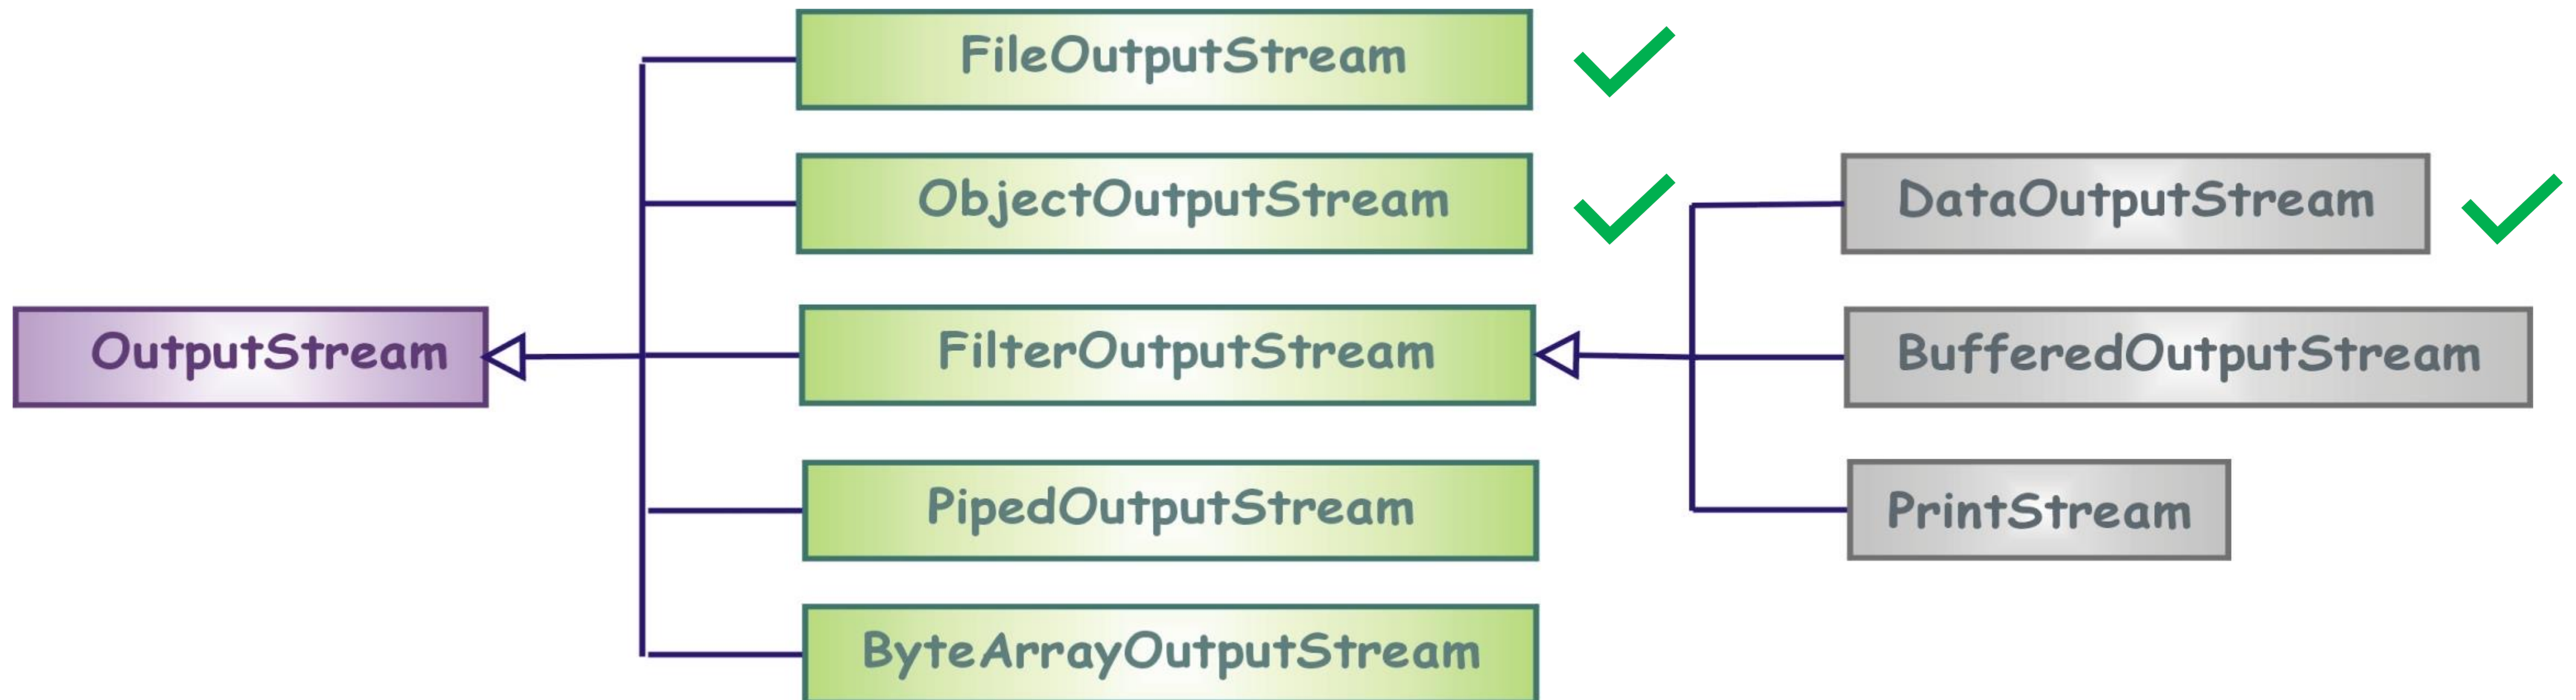 FileOutputStream
ObjectOutputStream
DataOutputStream
OutputStream
FilterOutputStream
BufferedOutputStream
PipedOutputStream
PrintStream
ByteArrayOutputStream